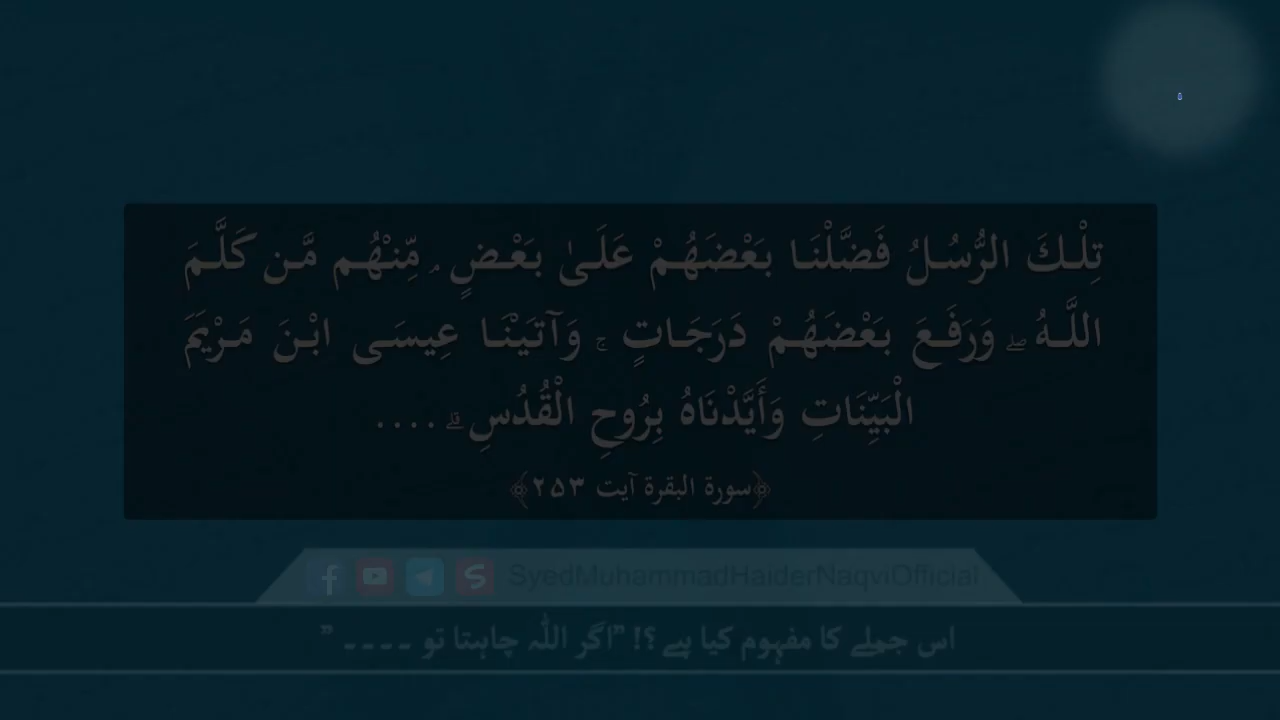 تِلْكَ الرُّسُلُ فَضَّلْنَا بَعْضَهُمْ عَلَىٰ بَعْضٍ ۘ مِّنْهُم مَّن كَلَّمَ
اللَّهُ ۖ وَرَفَعَ بَعْضَهُمْ دَرَجَاتٍ ۚ وَآتَيْنَا عِيسَى ابْنَ مَرْيَمَ
الْبَيِّنَاتِ وَأَيَّدْنَاهُ بِرُوحِ الْقُدُسِ ۗ ....
﴿سورة البقرة آیت ۲۵۳﴾
SyedMuhammadHaiderNaqviOfficial
اس جملے کا مفہوم کیا ہے ؟! ”اگر اللّٰہ چاہتا تو ۔۔۔۔ ”